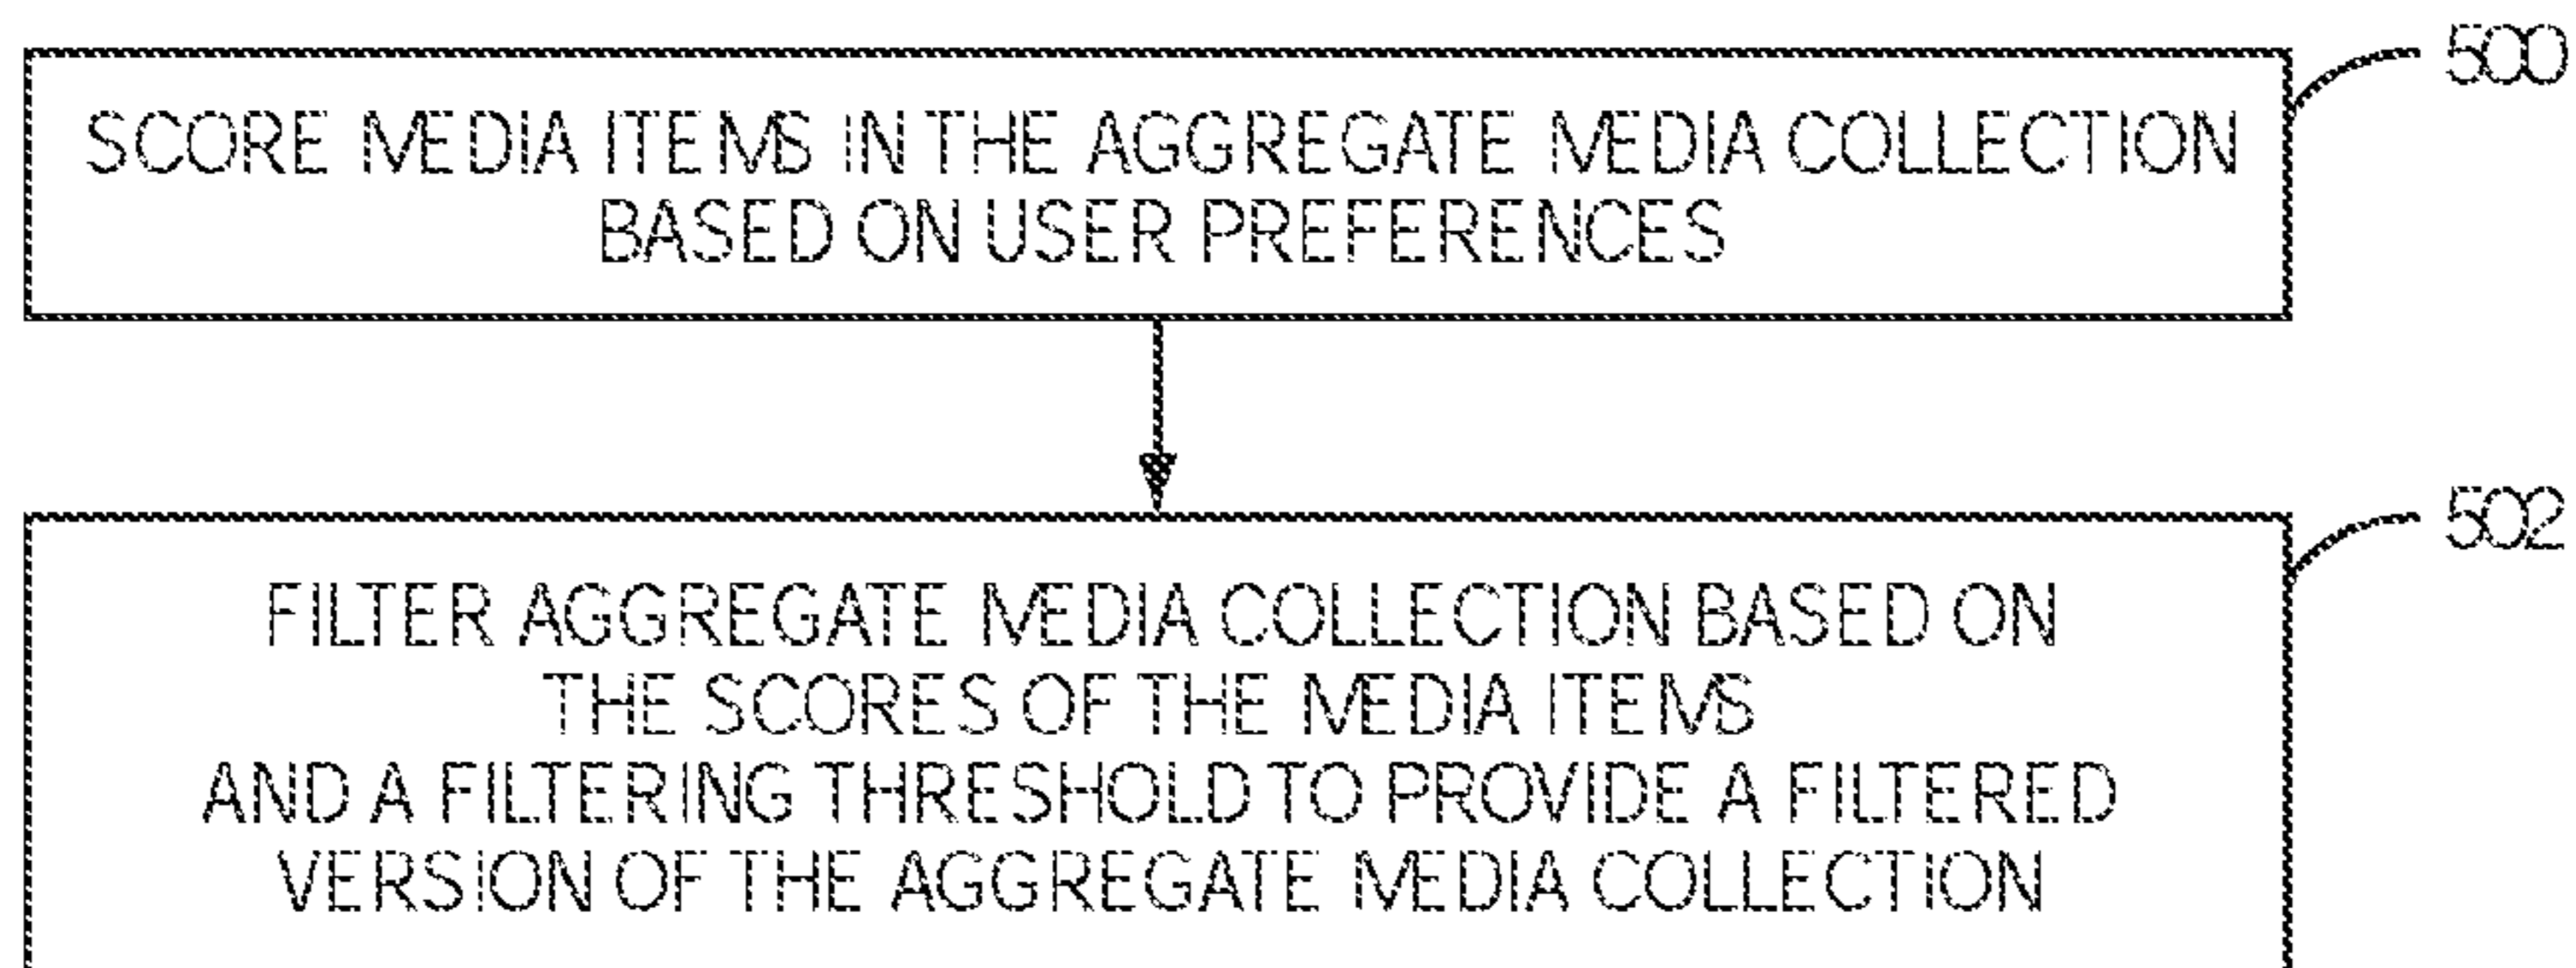 500
SCORE MEDIA ITEMS IN THE AGGREGATE MEDIA COLLECTION
BASED ON USER PREFERENCES
502
FILTER AGGREGATE MEDIA COLLECTION BASED ON
THE SCORES OF THE MEDIA ITEMS
AND A FILTERING THRESHOLD TO PROVIDE A FILTERED
VERSION OF THE AGGREGATE MEDIA COLLECTION